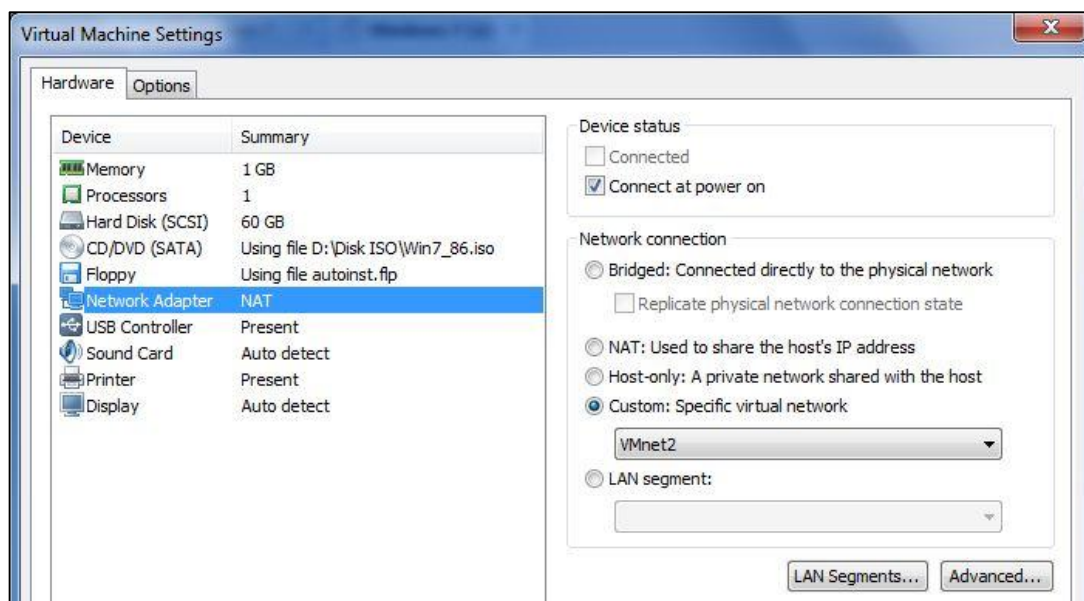 Virtual Machine Settings
Hardware
Options
Device Summary
Memory 1 GB
Processors 1
Hard Disk (SCSI) 60 GB
CD/DVD (SATA) Using file D:\Disk ISO\Win7_86.iso
Floppy Using file autoinst.flp
Network Adapter NAT
USB Controller Present
Sound Card Auto detect
Printer Present
Display Auto detect
Device status
Connected
Connect at power on
Network connection
Bridged: Connected directly to the physical network
Replicate physical network connection state
NAT: Used to share the host's IP address
Host-only: A private network shared with the host
Custom: Specific virtual network
VMnet2
LAN segment:
LAN Segments... Advanced...